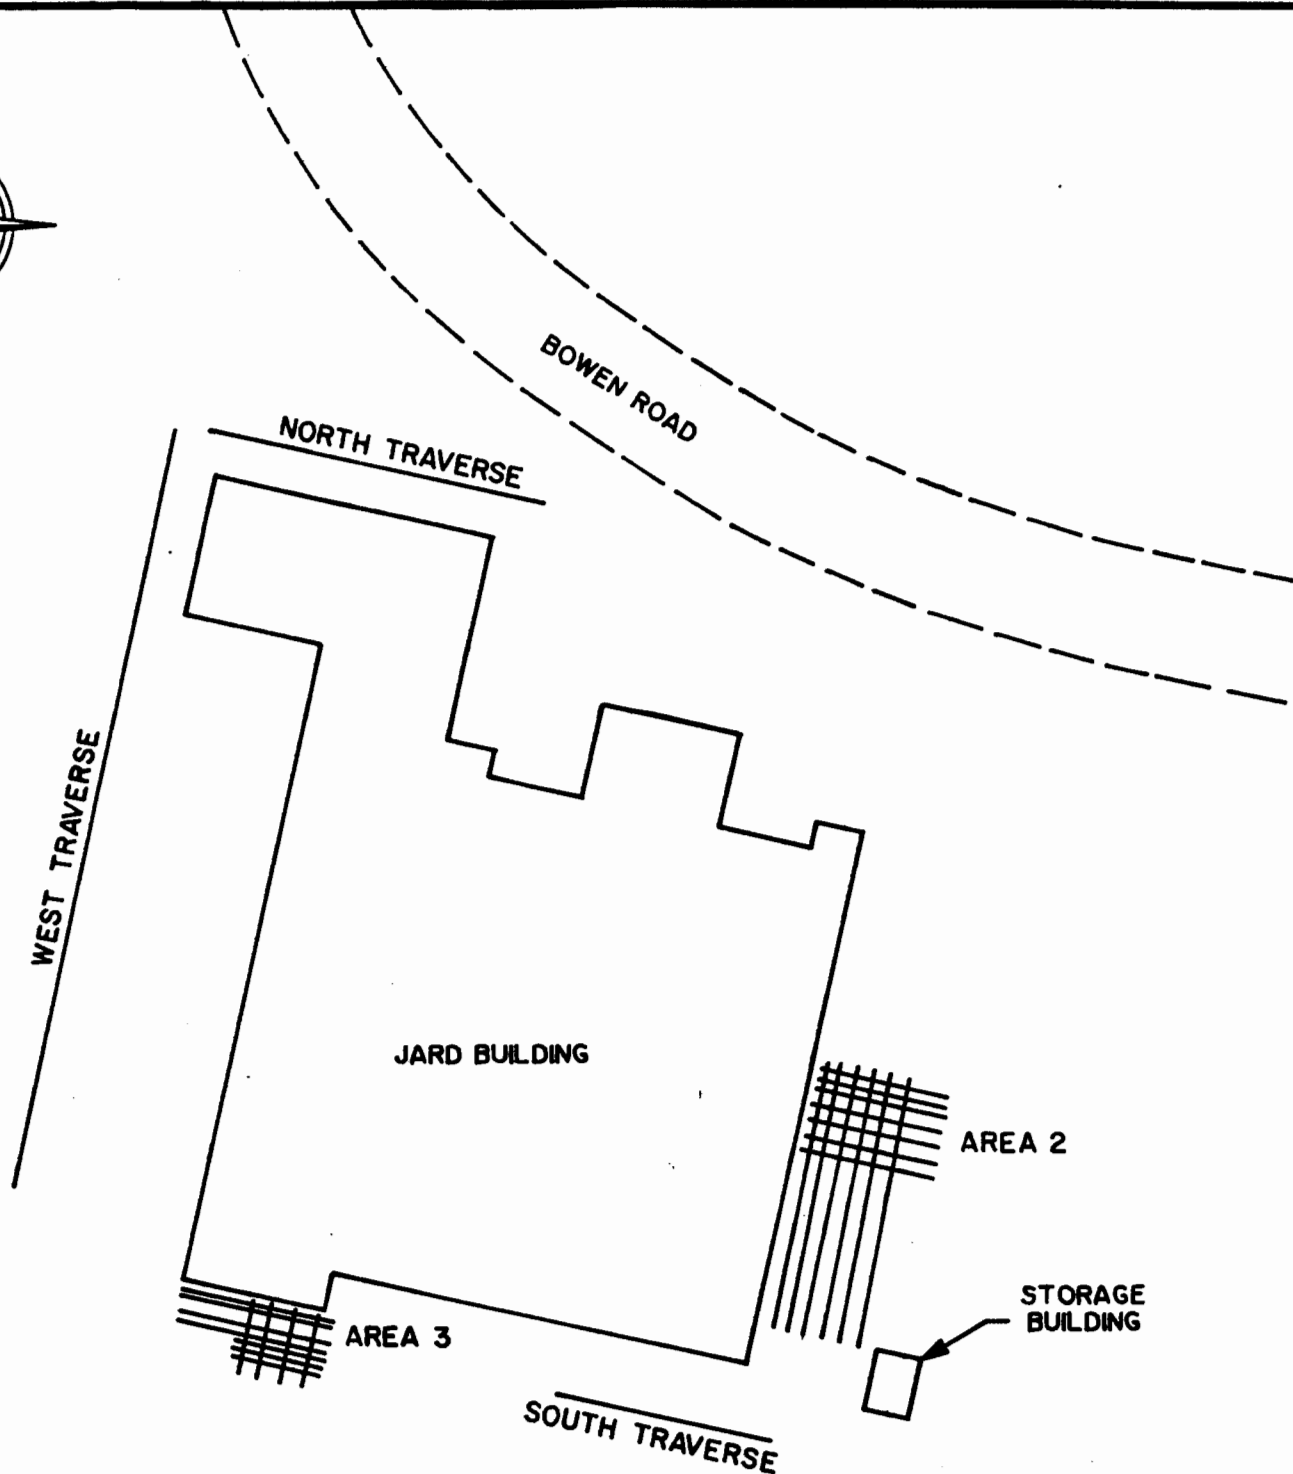 BOWEN ROAD
NORTH TRAVERSE
WEST TRAVERSE
JARD BUILDING
AREA 2
STORAGE
BUILDING
AREA 3
SOUTH TRAVERSE